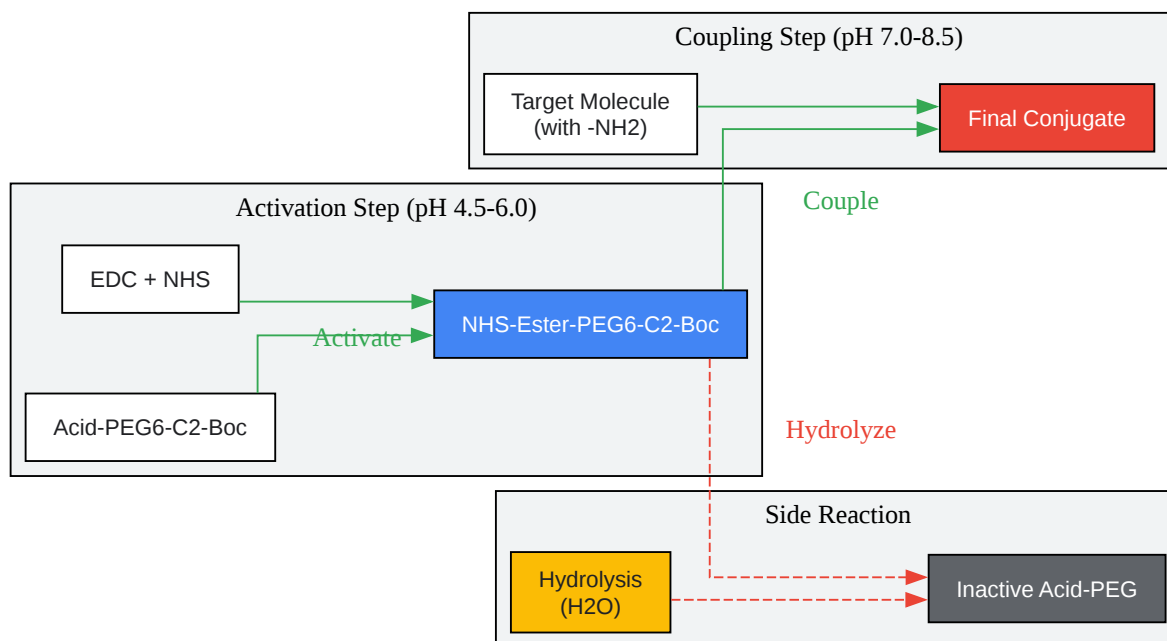 Coupling Step (pH 7.0-8.5)
Target Molecule
(with -NH2)
Final Conjugate
Couple
Activation Step (pH 4.5-6.0)
EDC + NHS
NHS-Ester-PEG6-C2-Boc
Activate
Acid-PEG6-C2-Boc
Hydrolyze
Side Reaction
Hydrolysis
(H2O)
Inactive Acid-PEG